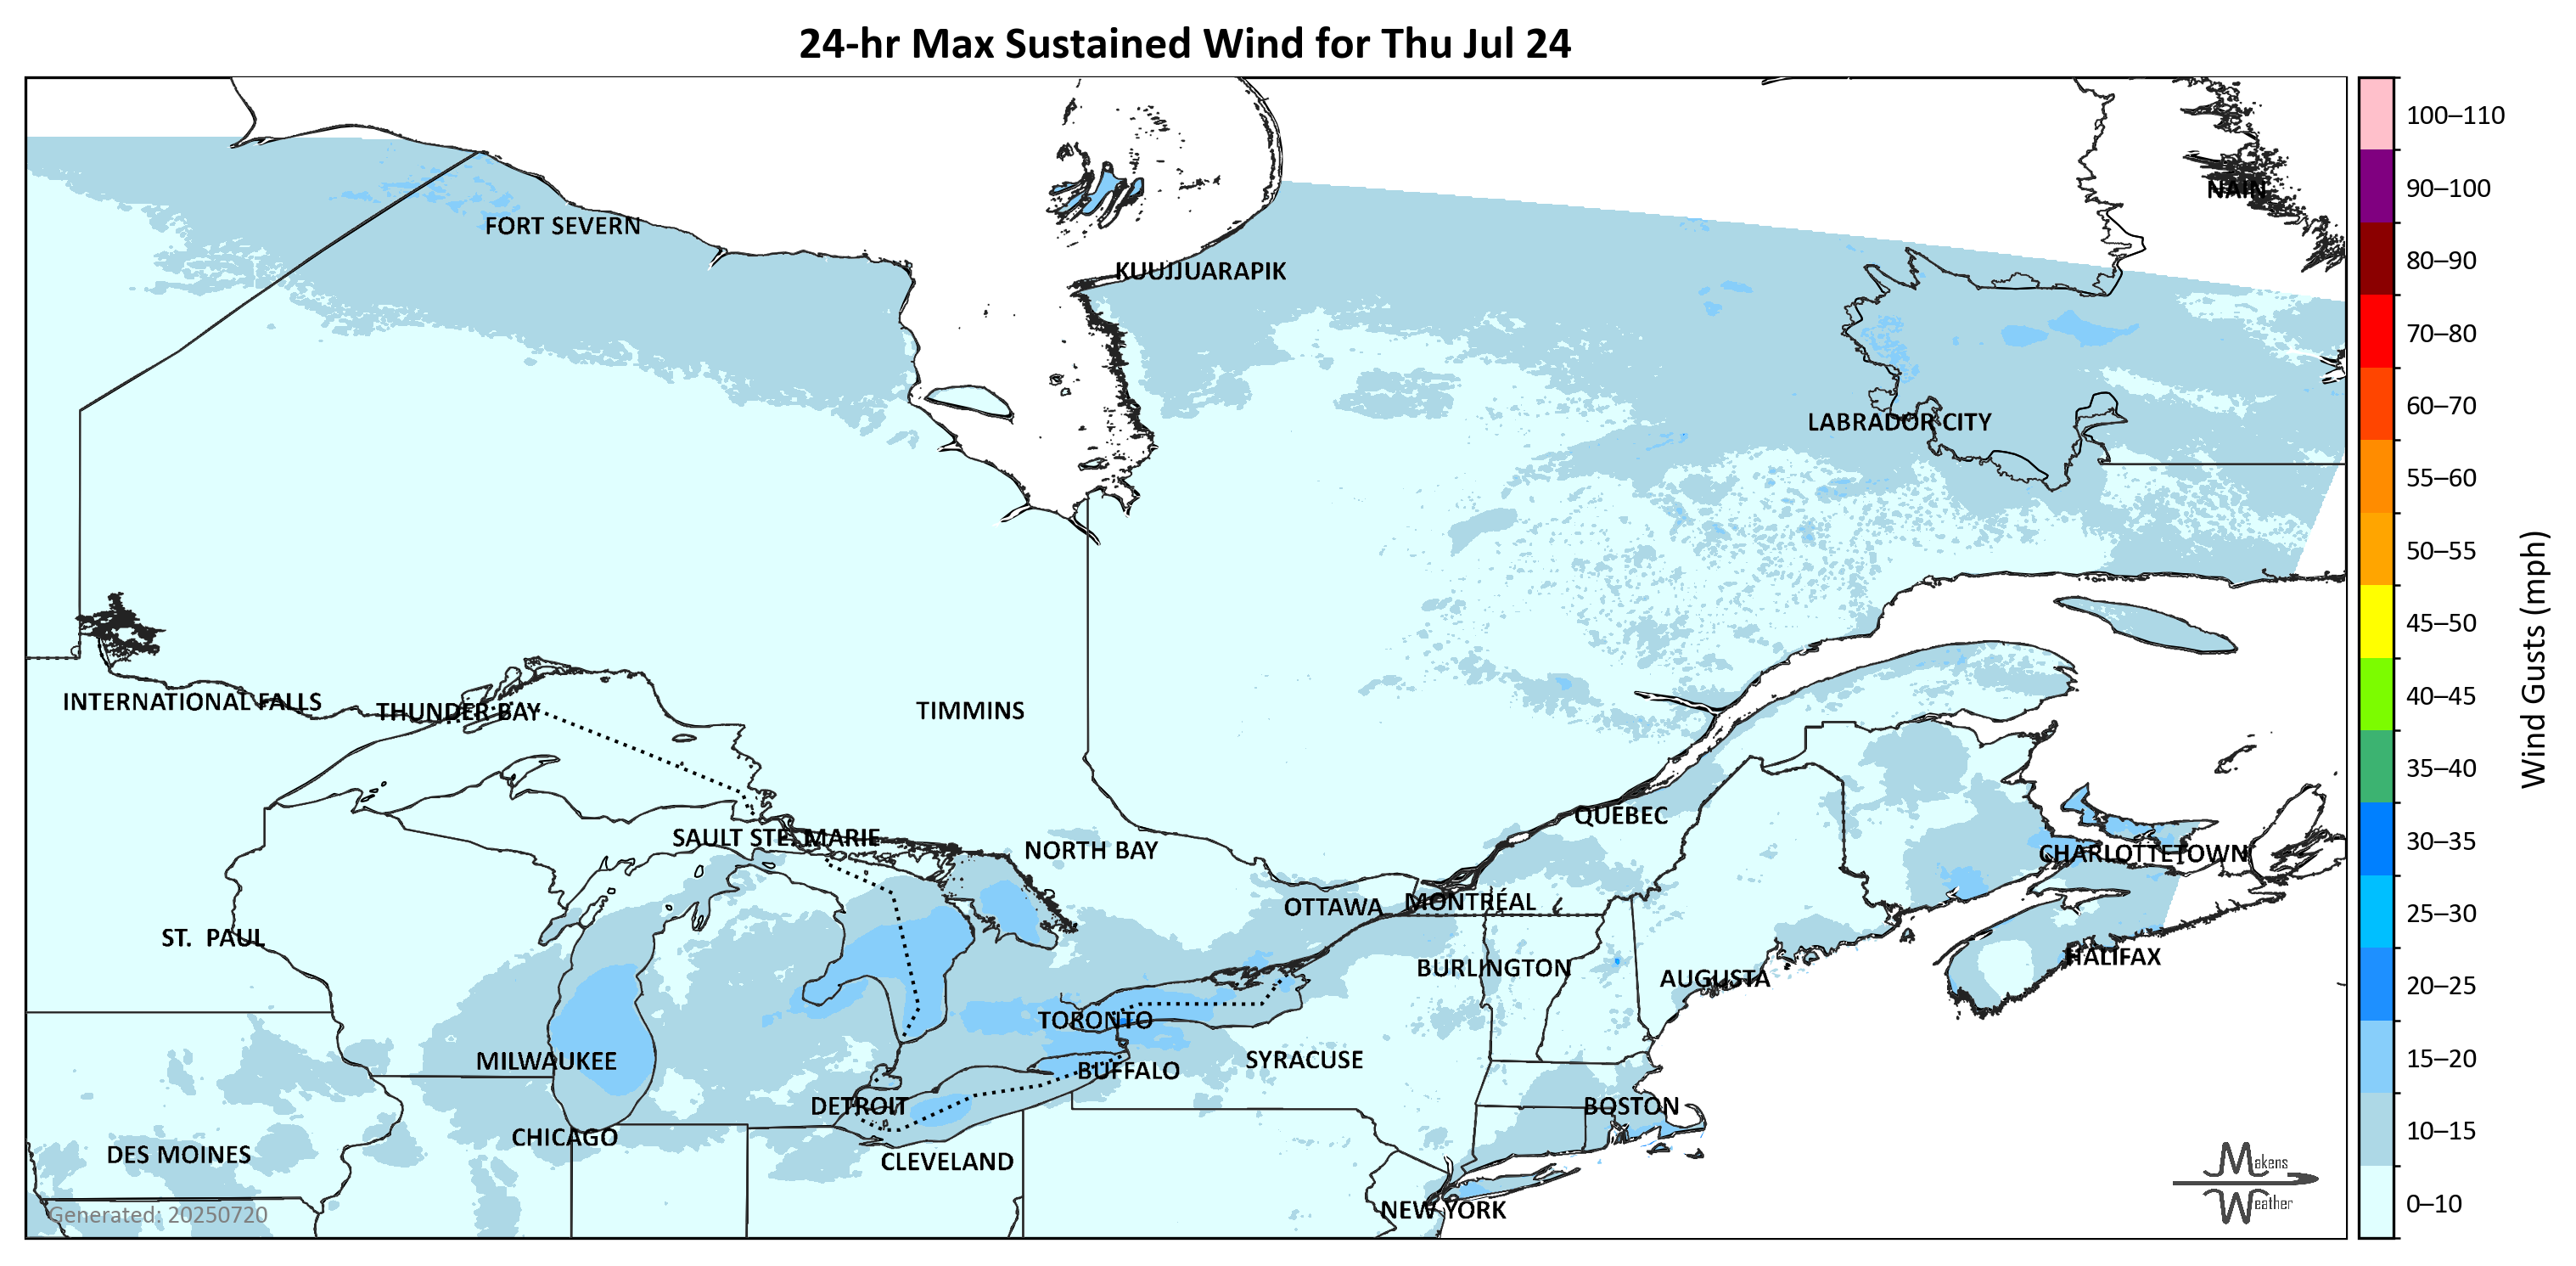 24-hr Max Sustained Wind for Thu Jul 24
100–110
90–100
80–90
70–80
60–70
55–60
50–55
45–50
40–45
35–40
30–35
25–30
20–25
15–20
10–15
0–10
Wind Gusts (mph)
NAIN
FORT SEVERN
KUUJJUARAPIK
LABRADOR CITY
INTERNATIONAL FALLS
THUNDER BAY
TIMMINS
QUEBEC
SAULT STE. MARIE
NORTH BAY
CHARLOTTETOWN
OTTAWA
MONTRÉAL
ST. PAUL
HALIFAX
BURLINGTON
AUGUSTA
TORONTO
MILWAUKEE
SYRACUSE
BUFFALO
DETROIT
BOSTON
CHICAGO
DES MOINES
CLEVELAND
NEW YORK
Generated: 20250720
Makens
Weather